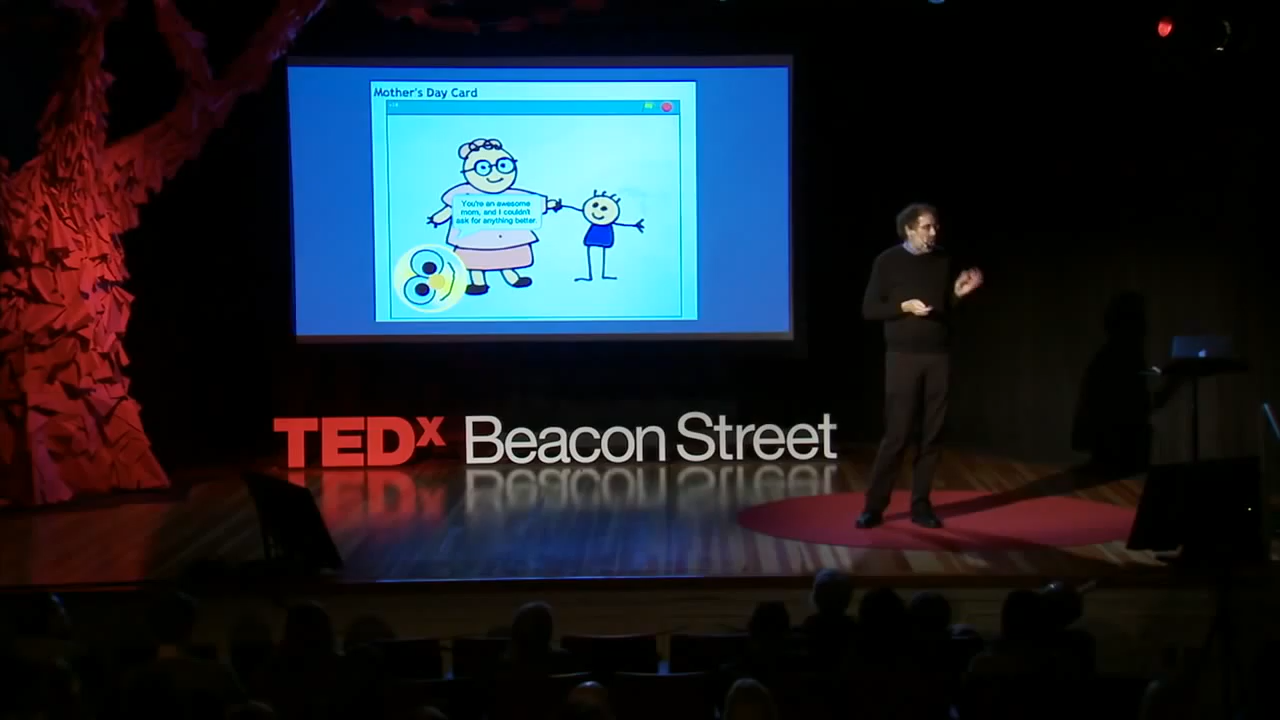 Mother's Day Card
You're an awesome
mom, and I couldn't
ask for anything better.
TEDx Beacon Street